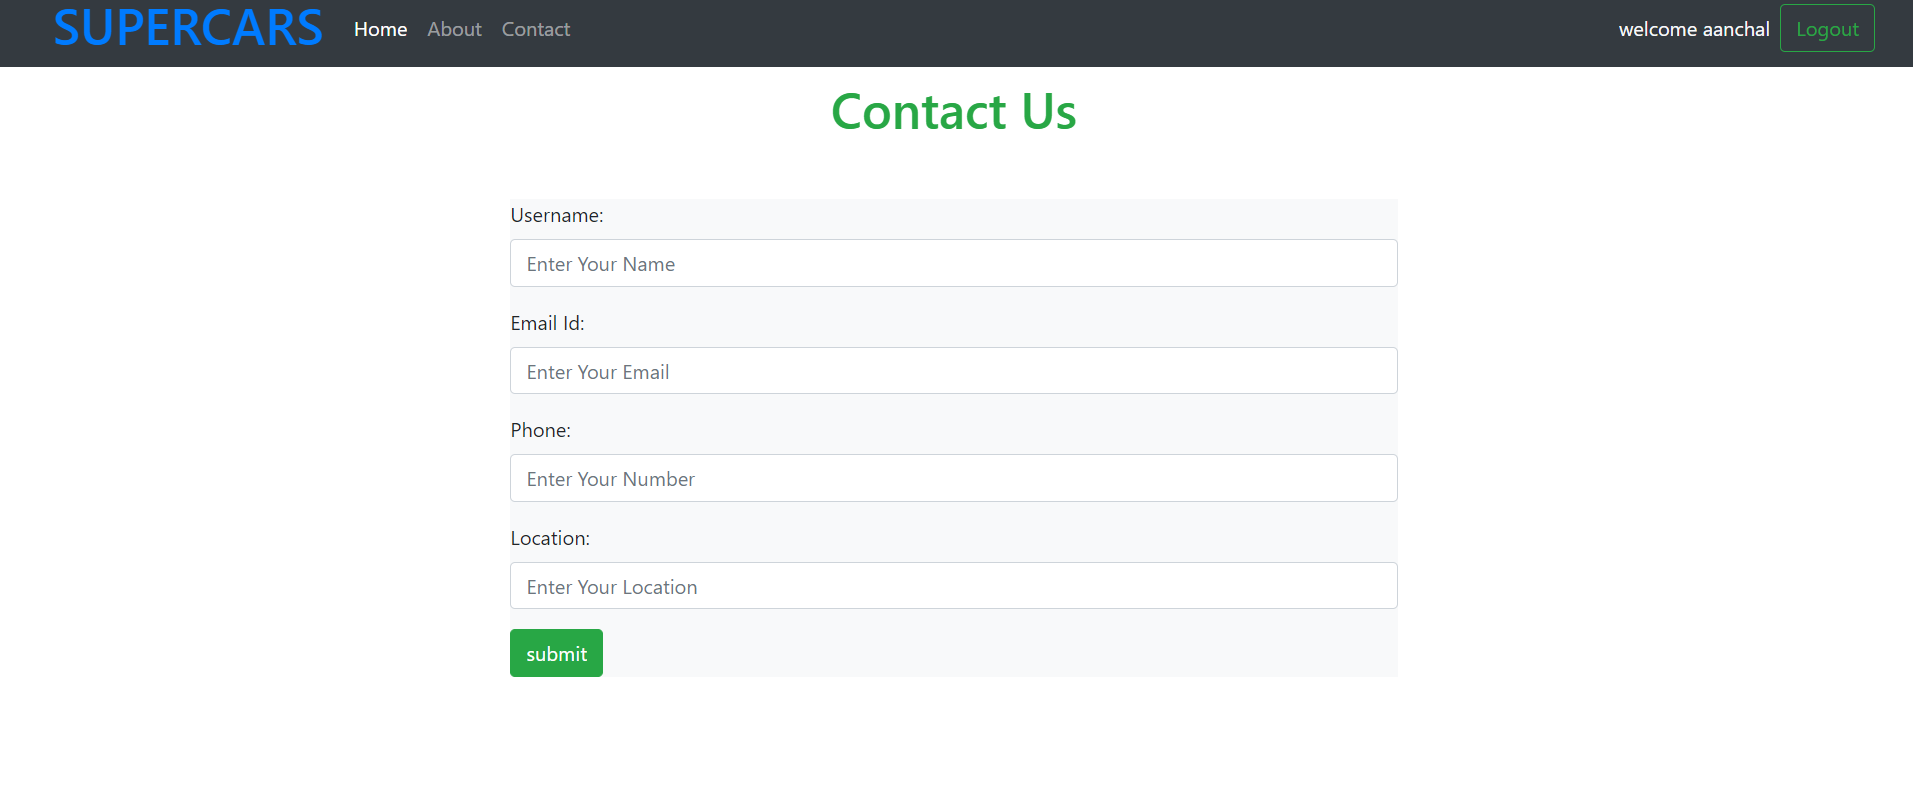 SUPERCARS Home About Contact welcome aanchal Logout
Contact Us
Username:
Enter Your Name
Email Id:
Enter Your Email
Phone:
Enter Your Number
Location:
Enter Your Location
submit